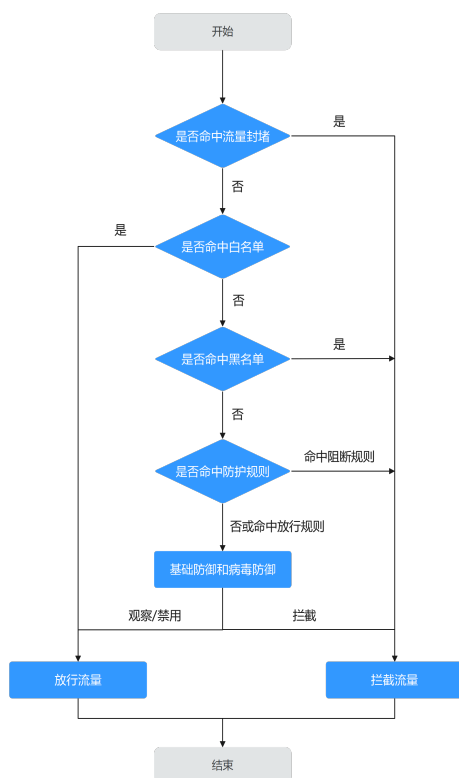 开始
是否命中流量封堵
是
否
是
是否命中白名单
否
是否命中黑名单
是
否
是否命中防护规则
命中阻断规则
否或命中放行规则
基础防御和病毒防御
观察/禁用
拦截
放行流量
拦截流量
结束